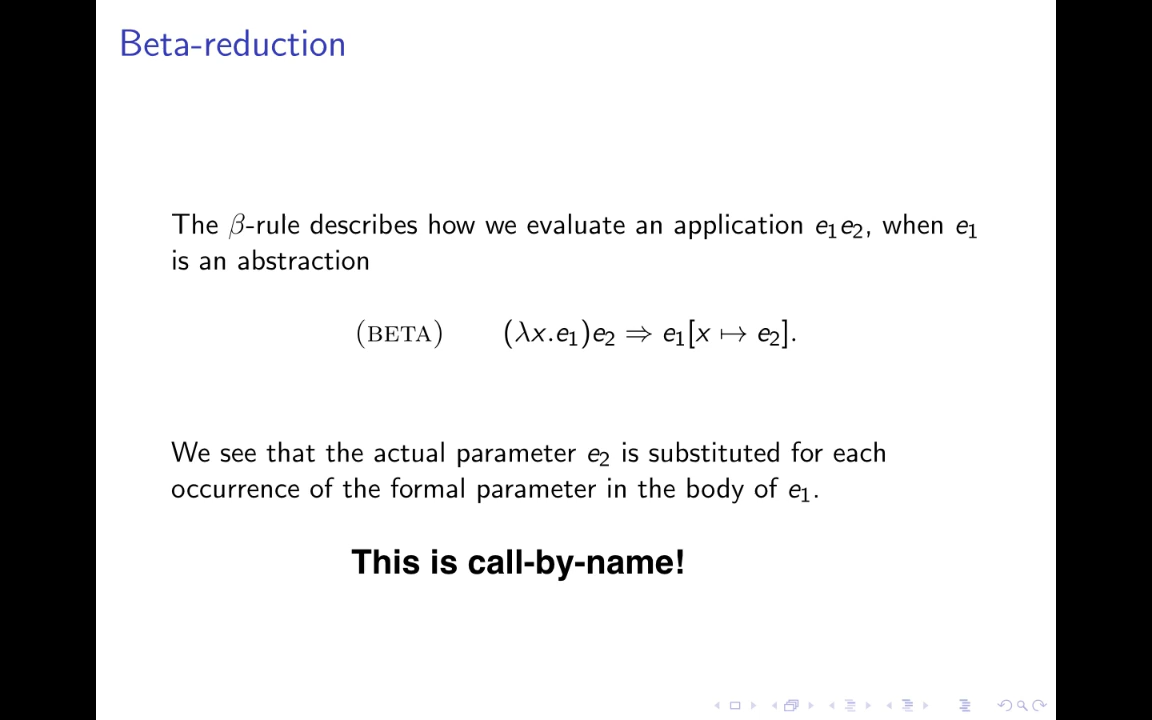 Beta-reduction
The β-rule describes how we evaluate an application e₁e₂, when e₁
is an abstraction
(BETA) (λx.e₁)e₂ ⇒ e₁[x ↦ e₂].
We see that the actual parameter e₂ is substituted for each
occurrence of the formal parameter in the body of e₁.
This is call-by-name!